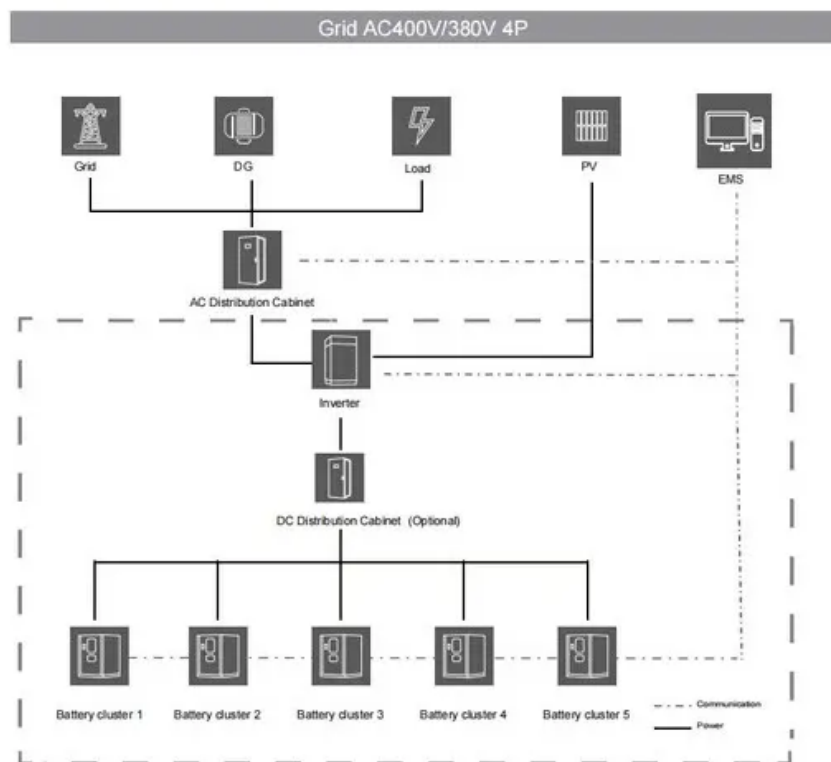 Grid AC400V/380V 4P
Grid
DG
Load
PV
EMS
AC Distribution Cabinet
Inverter
DC Distribution Cabinet (Optional)
Battery cluster 1
Battery cluster 2
Battery cluster 3
Battery cluster 4
Battery cluster 5
Communication
Power